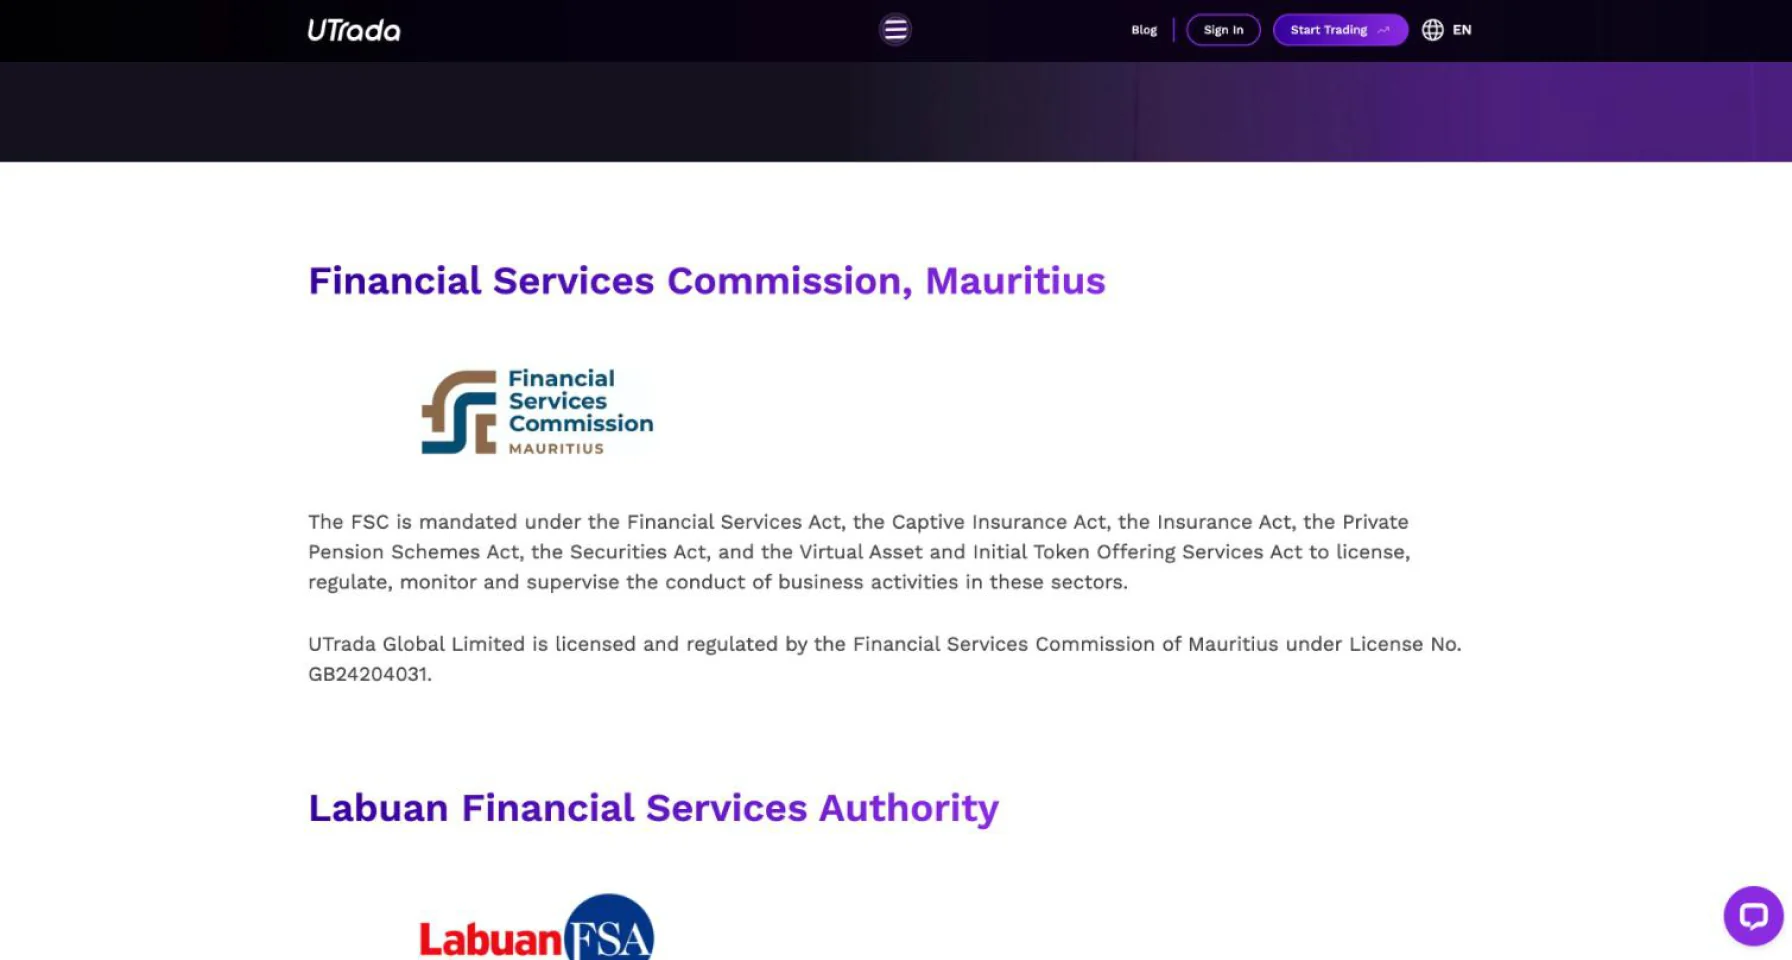 UTrada
Blog
Sign In
Start Trading
EN
Financial Services Commission, Mauritius
Financial
Services
Commission
MAURITIUS
The FSC is mandated under the Financial Services Act, the Captive Insurance Act, the Insurance Act, the Private
Pension Schemes Act, the Securities Act, and the Virtual Asset and Initial Token Offering Services Act to license,
regulate, monitor and supervise the conduct of business activities in these sectors.
UTrada Global Limited is licensed and regulated by the Financial Services Commission of Mauritius under License No.
GB24204031.
Labuan Financial Services Authority
Labuan FSA